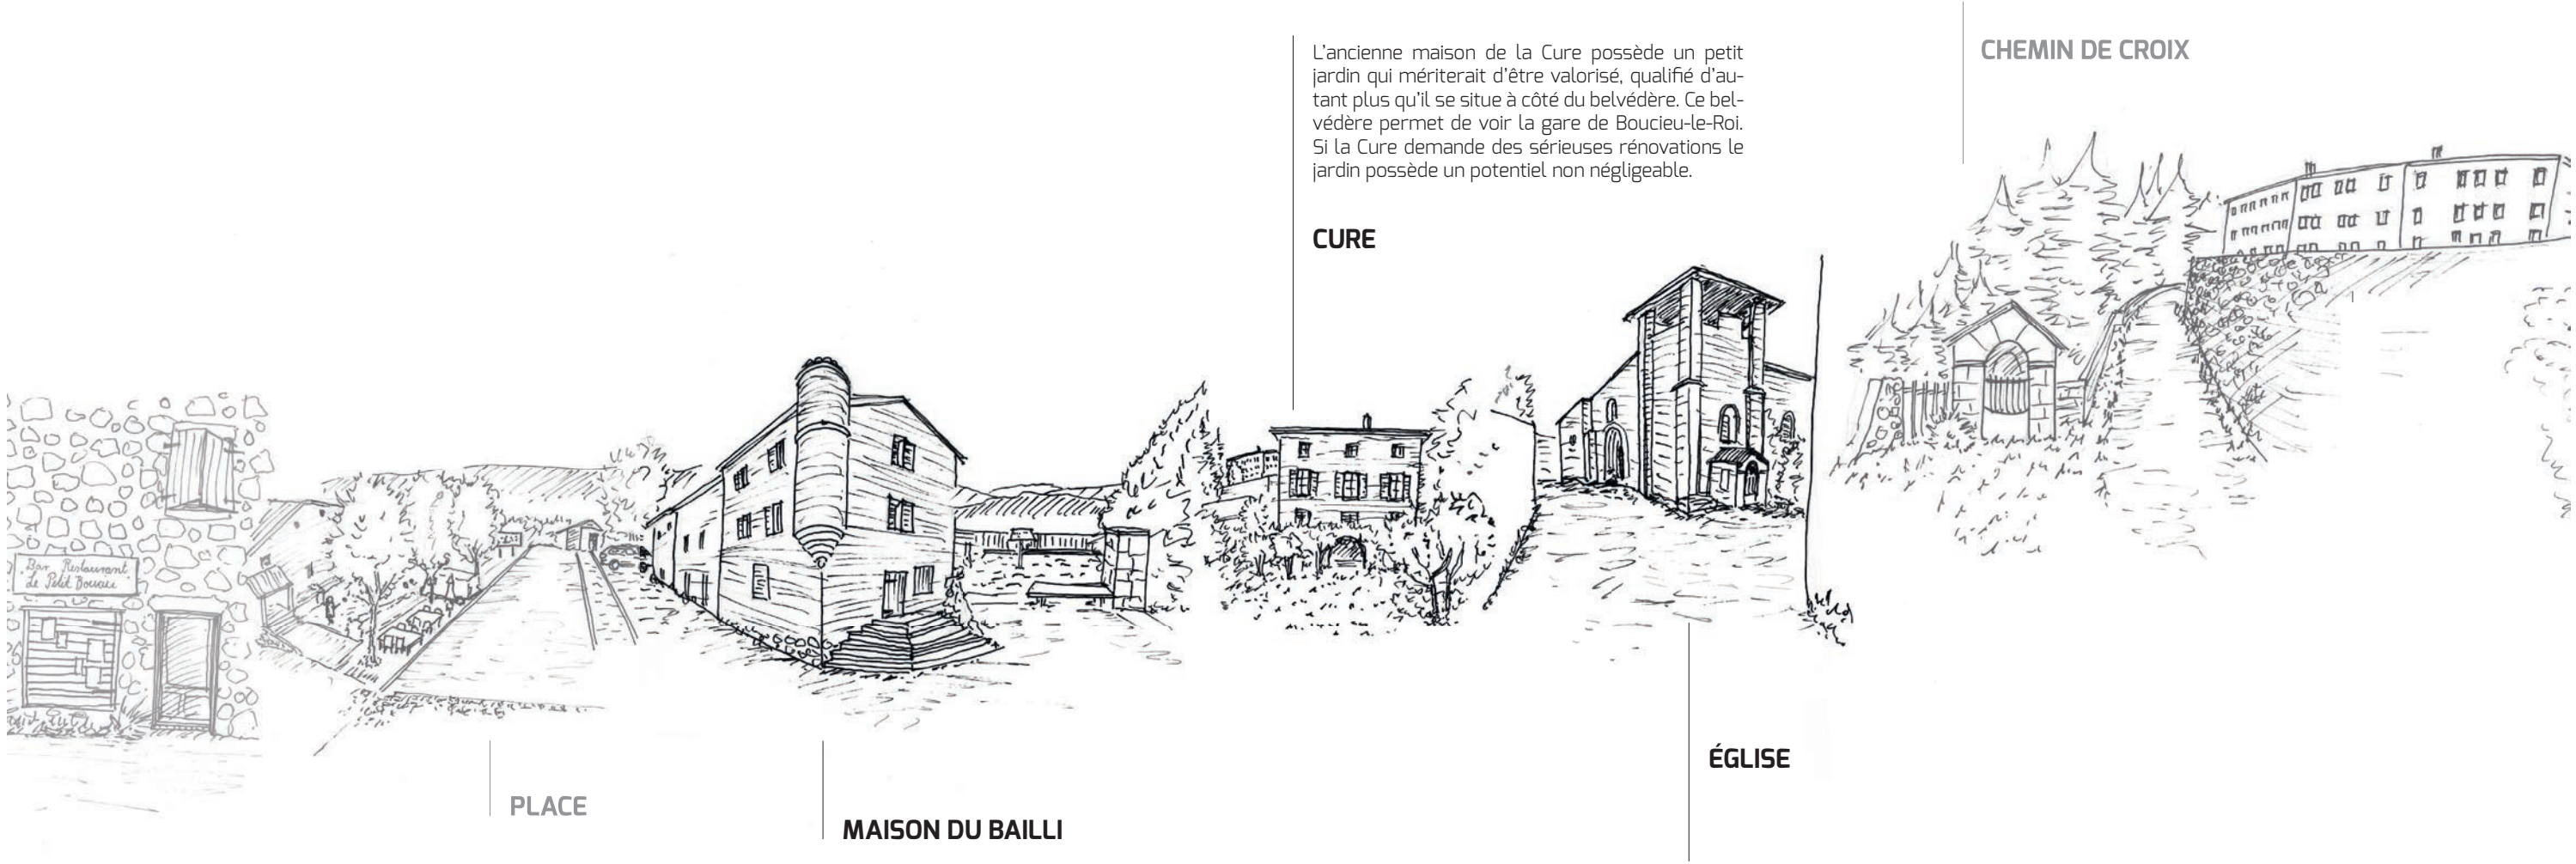 L'ancienne maison de la Cure possède un petit
jardin qui mériterait d'être valorisé, qualifié d'au-
tant plus qu'il se situe à côté du belvédère. Ce bel-
védère permet de voir la gare de Boucieu-le-Roi.
Si la Cure demande des sérieuses rénovations le
jardin possède un potentiel non négligeable.
CURE
CHEMIN DE CROIX
Bar Restaurant
Le Petit Boucieu
PLACE
MAISON DU BAILLI
ÉGLISE